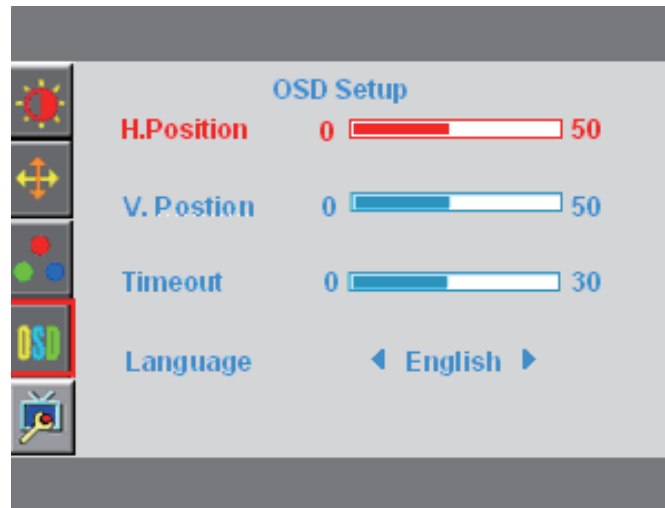 OSD Setup
H.Position 0 50
V. Postion 0 50
Timeout 0 30
OSD
Language English